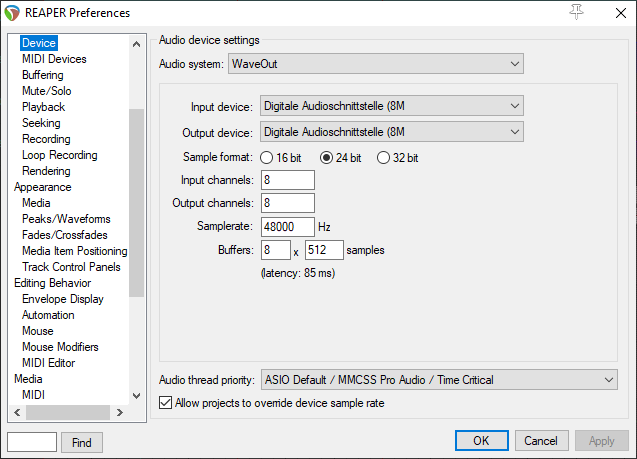 REAPER Preferences
Device
MIDI Devices
Buffering
Mute/Solo
Playback
Seeking
Recording
Loop Recording
Rendering
Appearance
Media
Peaks/Waveforms
Fades/Crossfades
Media Item Positioning
Track Control Panels
Editing Behavior
Envelope Display
Automation
Mouse
Mouse Modifiers
MIDI Editor
Media
MIDI
Find
Audio device settings
Audio system: WaveOut
Input device: Digitale Audioschnittstelle (8M
Output device: Digitale Audioschnittstelle (8M
Sample format: 16 bit 24 bit 32 bit
Input channels: 8
Output channels: 8
Samplerate: 48000 Hz
Buffers: 8 x 512 samples
(latency: 85 ms)
Audio thread priority: ASIO Default / MMCSS Pro Audio / Time Critical
Allow projects to override device sample rate
OK Cancel Apply